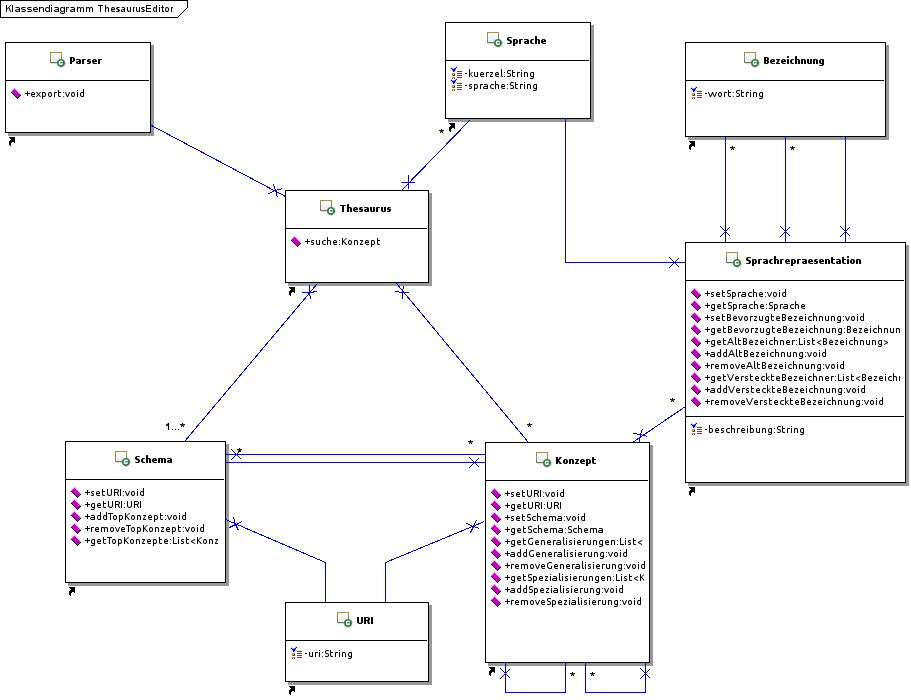 Klassendiagramm ThesaurusEditor
Parser
+export:void
Sprache
-kuerzel:String
-sprache:String
Bezeichnung
-wort:String
*
*
*
Thesaurus
+suche:Konzept
Sprachrepraesentation
+setSprache:void
+getSprache:Sprache
+setBevorzugteBezeichnung:void
+getBevorzugteBezeichnung:Bezeichnun
+getAltBezeichner:List<Bezeichnung>
+addAltBezeichnung:void
+removeAltBezeichnung:void
+getVersteckteBezeichner:List<Bezeich
+addVersteckteBezeichnung:void
+removeVersteckteBezeichnung:void
-beschreibung:String
*
1...*
*
*
*
Schema
+setURI:void
+getURI:URI
+addTopKonzept:void
+removeTopKonzept:void
+getTopKonzepte:List<Konz
Konzept
+setURI:void
+getURI:URI
+setSchema:void
+getSchema:Schema
+getGeneralisierungen:List<
+addGeneralisierung:void
+removeGeneralisierung:void
+getSpezialisierungen:List<K
+addSpezialisierung:void
+removeSpezialisierung:void
URI
-uri:String
*
*